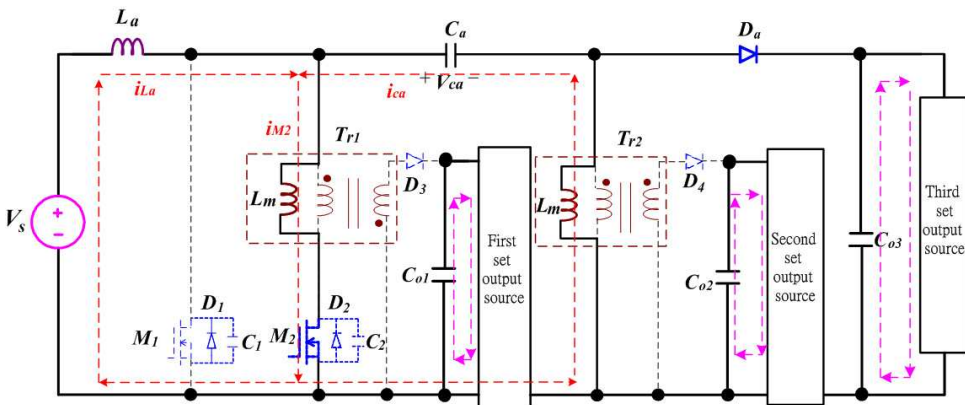 La
Ca
Da
+ Vca −
iLa
ica
iM2
Tr1
Tr2
D3
D4
Lm
Lm
Vs
+
−
First
set
output
source
Second
set
output
source
Third
set
output
source
Co1
Co2
Co3
D1
D2
M1
C1
M2
C2